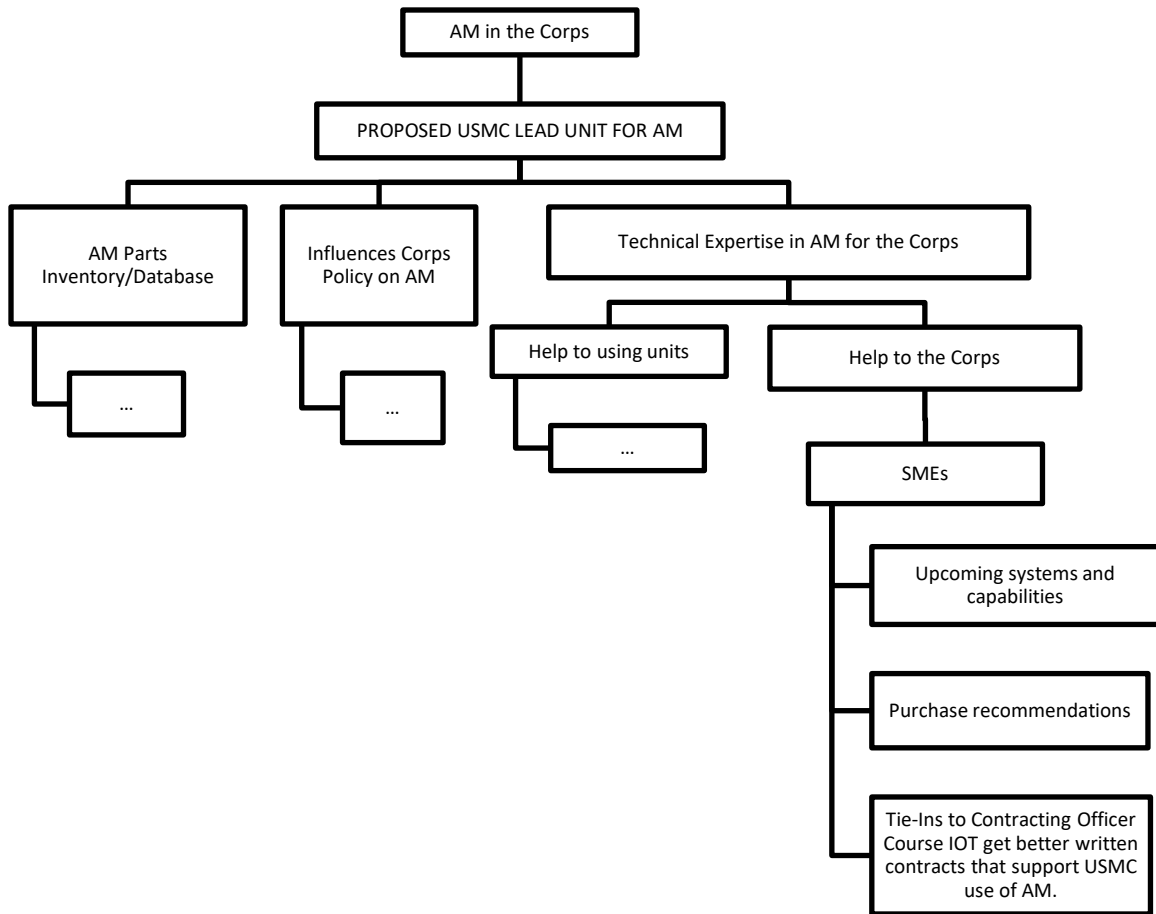 AM in the Corps
PROPOSED USMC LEAD UNIT FOR AM
AM Parts
Inventory/Database
Influences Corps
Policy on AM
Technical Expertise in AM for the Corps
...
...
Help to using units
Help to the Corps
...
SMEs
Upcoming systems and
capabilities
Purchase recommendations
Tie-Ins to Contracting Officer
Course IOT get better written
contracts that support USMC
use of AM.